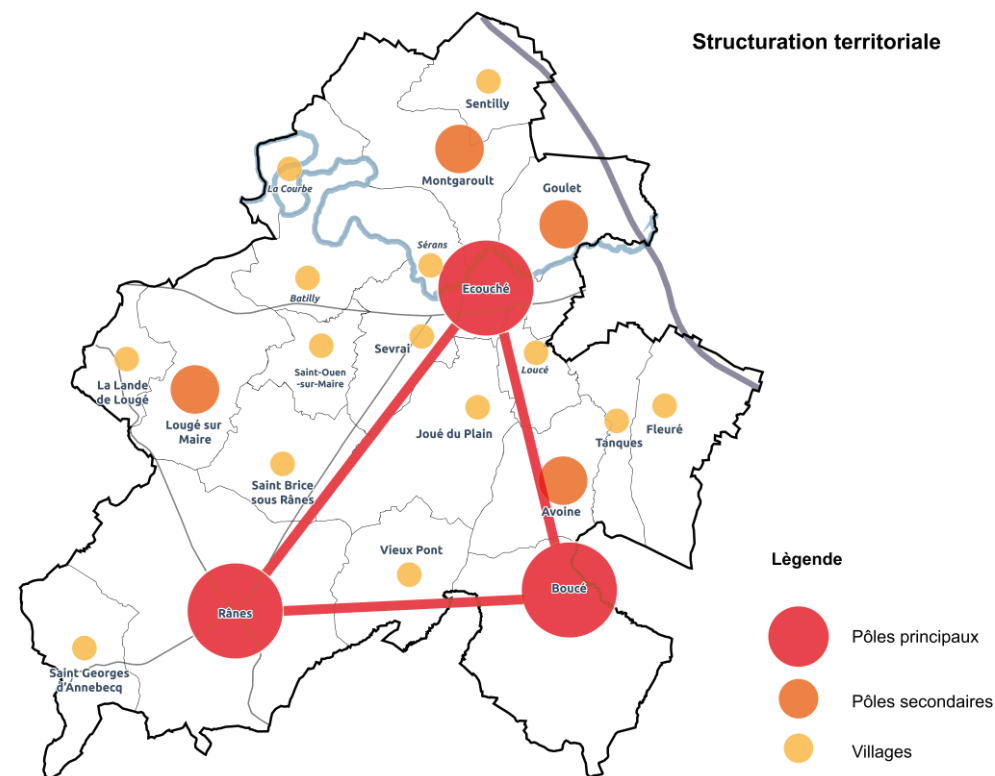 Structuration territoriale
Sentilly
Montgaroult
La Courbe
Goulet
Sérans
Ecouché
Batilly
Sevrai
Saint-Ouen
-sur-Maire
Loucé
La Lande
de Lougé
Lougé sur
Maire
Joué du Plain
Tanques
Fleuré
Saint Brice
sous Rânes
Avoine
Vieux Pont
Boucé
Rânes
Saint Georges
d'Annebecq
Lègende
Pôles principaux
Pôles secondaires
Villages